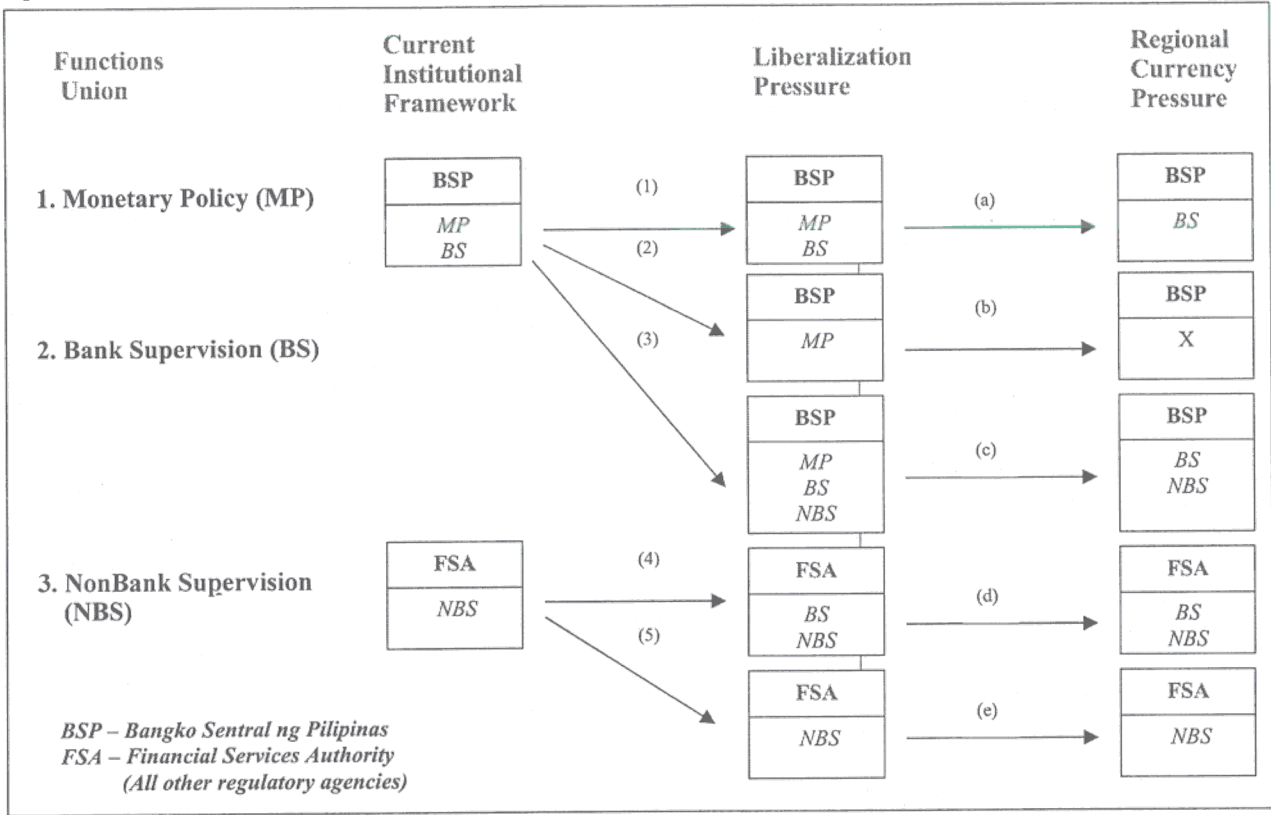 Functions
Union
Current
Institutional
Framework
Liberalization
Pressure
Regional
Currency
Pressure
1. Monetary Policy (MP)
BSP
MP
BS
(1)
(2)
(3)
BSP
MP
BS
(a)
BSP
BS
2. Bank Supervision (BS)
BSP
MP
(b)
BSP
X
BSP
MP
BS
NBS
(c)
BSP
BS
NBS
3. NonBank Supervision
(NBS)
FSA
NBS
(4)
(5)
FSA
BS
NBS
(d)
FSA
BS
NBS
FSA
NBS
(e)
FSA
NBS
BSP – Bangko Sentral ng Pilipinas
FSA – Financial Services Authority
(All other regulatory agencies)